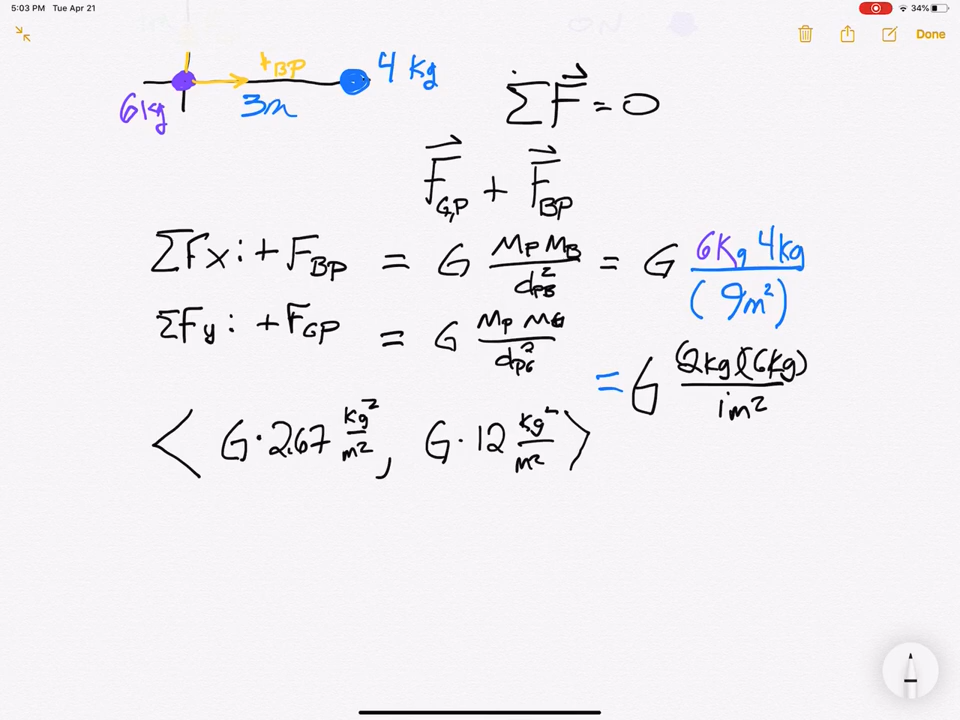 5:03 PM Tue Apr 21
34%
Done
F_BP
4 kg
6kg
3m
ΣF⃗ = 0
F⃗_GP + F⃗_BP
ΣFx: + F_BP = G (M_P M_B)/(d_PB²) = G (6Kg 4kg)/(9m²)
ΣFy: + F_GP = G (M_P M_G)/(d_PG²)
= G ((2kg)(6kg))/(1m²)
< G · 2.67 kg²/m², G · 12 kg²/m² >